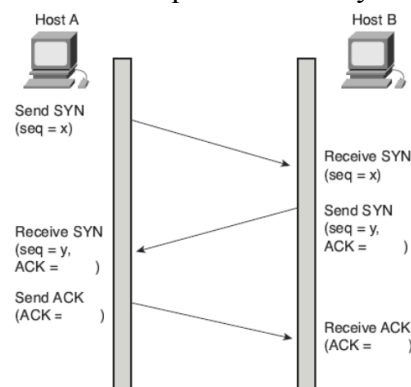 Host A
Host B
Send SYN
(seq = x)
Receive SYN
(seq = x)
Send SYN
(seq = y,
ACK =      )
Receive SYN
(seq = y,
ACK =      )
Send ACK
(ACK =      )
Receive ACK
(ACK =      )